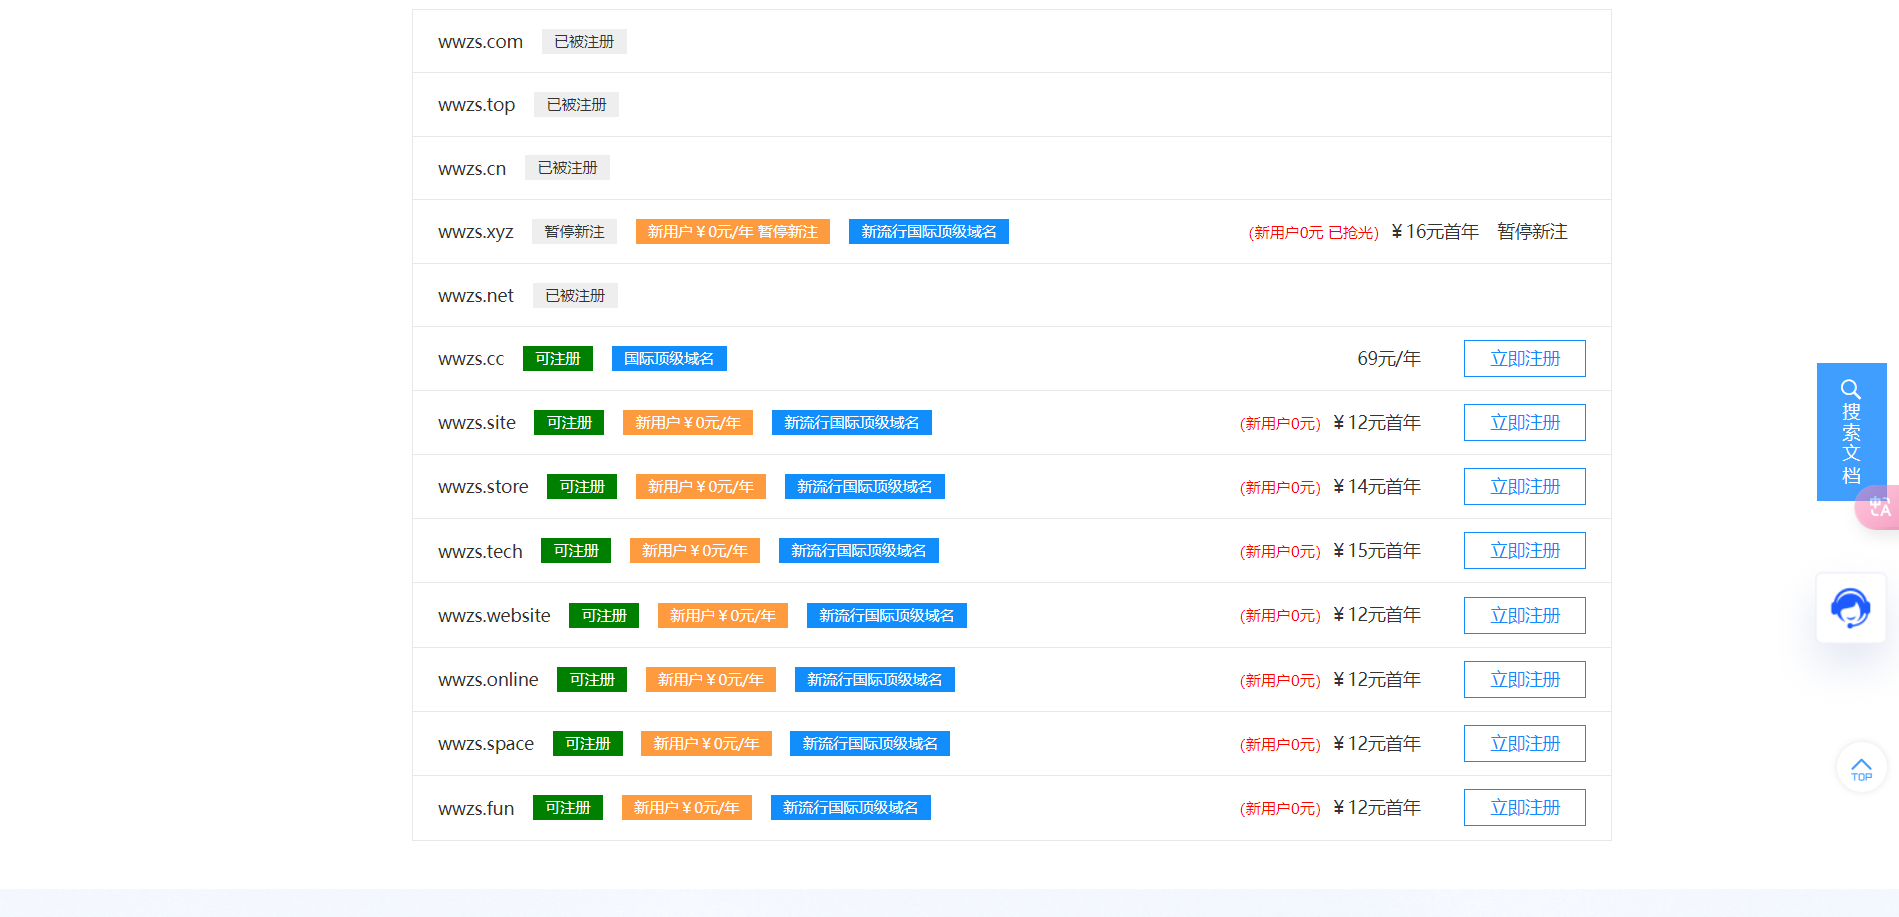 wwzs.com 已被注册
wwzs.top 已被注册
wwzs.cn 已被注册
wwzs.xyz 暂停新注 新用户￥0元/年 暂停新注 新流行国际顶级域名 (新用户0元 已抢光) ￥16元首年 暂停新注
wwzs.net 已被注册
wwzs.cc 可注册 国际顶级域名 69元/年 立即注册
wwzs.site 可注册 新用户￥0元/年 新流行国际顶级域名 (新用户0元) ￥12元首年 立即注册
wwzs.store 可注册 新用户￥0元/年 新流行国际顶级域名 (新用户0元) ￥14元首年 立即注册
wwzs.tech 可注册 新用户￥0元/年 新流行国际顶级域名 (新用户0元) ￥15元首年 立即注册
wwzs.website 可注册 新用户￥0元/年 新流行国际顶级域名 (新用户0元) ￥12元首年 立即注册
wwzs.online 可注册 新用户￥0元/年 新流行国际顶级域名 (新用户0元) ￥12元首年 立即注册
wwzs.space 可注册 新用户￥0元/年 新流行国际顶级域名 (新用户0元) ￥12元首年 立即注册
wwzs.fun 可注册 新用户￥0元/年 新流行国际顶级域名 (新用户0元) ￥12元首年 立即注册
搜索文档
中A
TOP